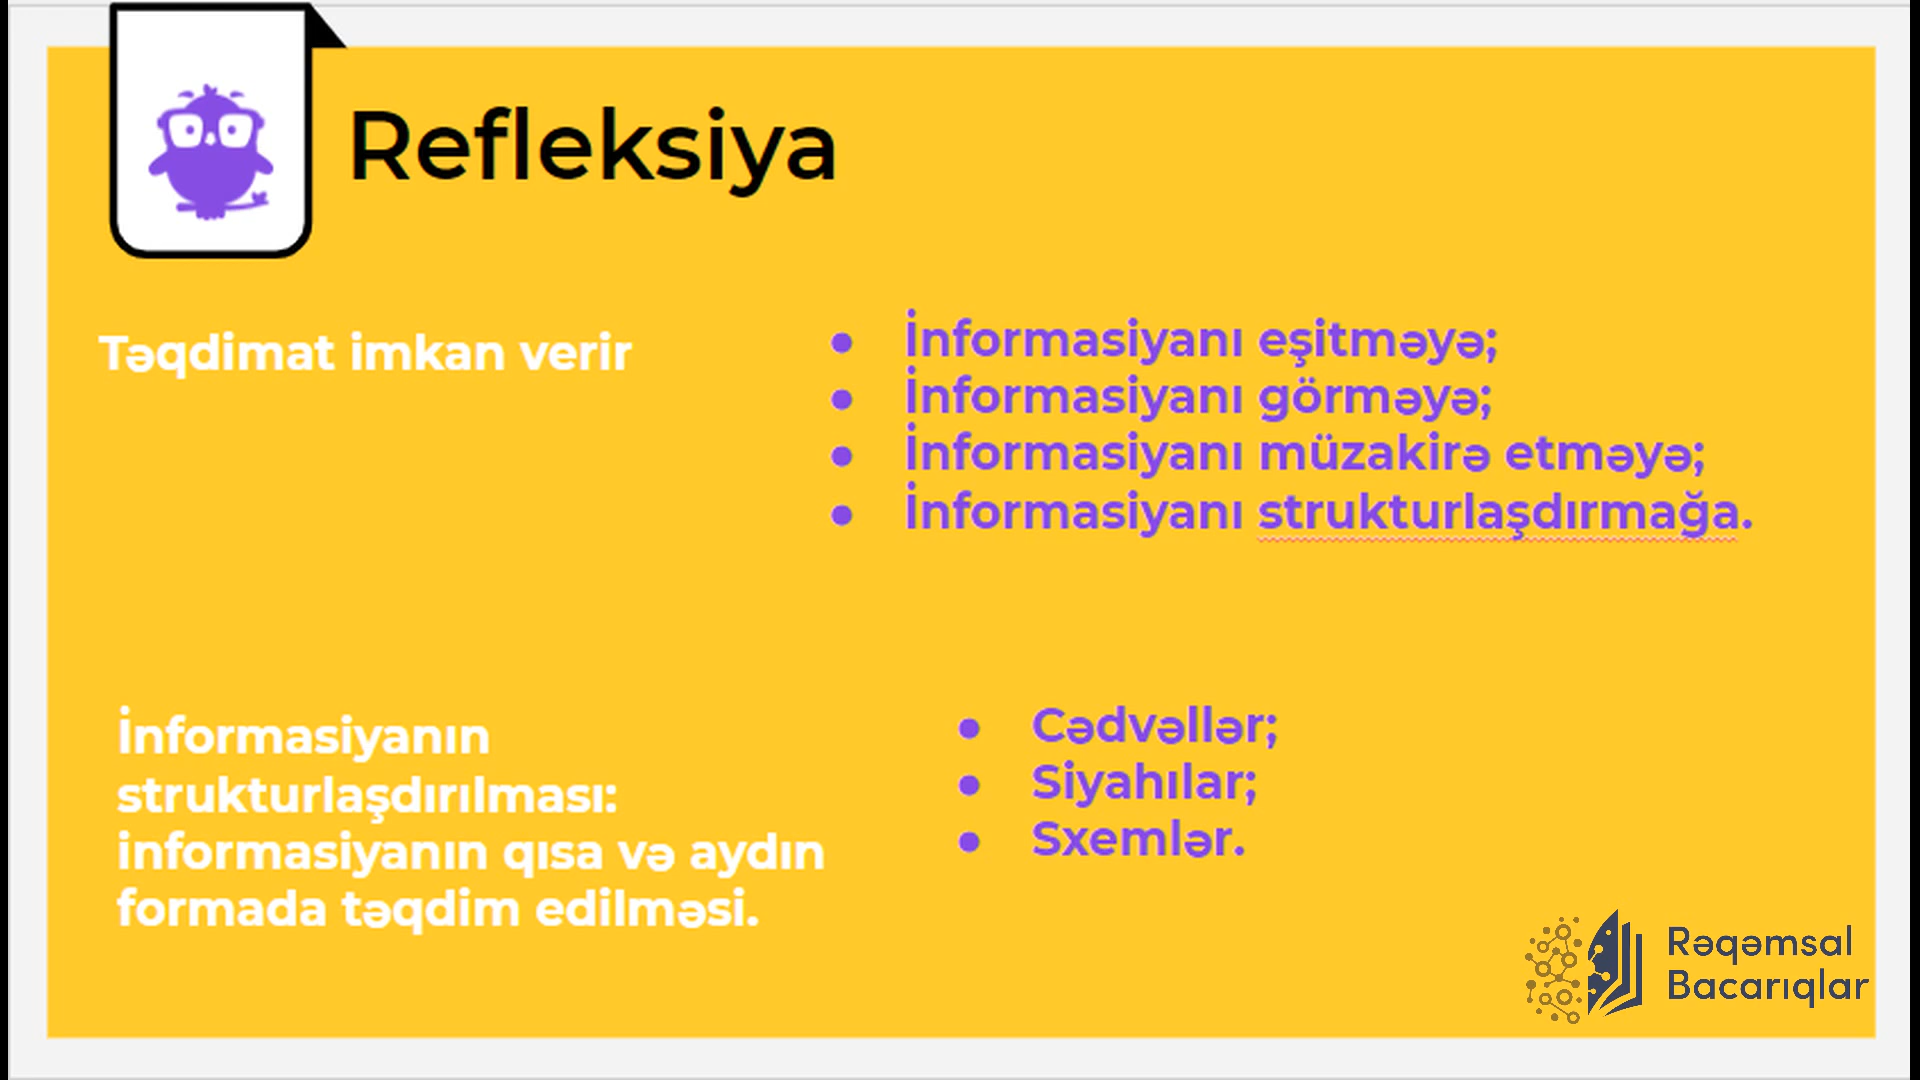 Refleksiya
Təqdimat imkan verir
● İnformasiyanı eşitməyə;
● İnformasiyanı görməyə;
● İnformasiyanı müzakirə etməyə;
● İnformasiyanı strukturlaşdırmağa.
İnformasiyanın
strukturlaşdırılması:
informasiyanın qısa və aydın
formada təqdim edilməsi.
● Cədvəllər;
● Siyahılar;
● Sxemlər.
Rəqəmsal
Bacarıqlar